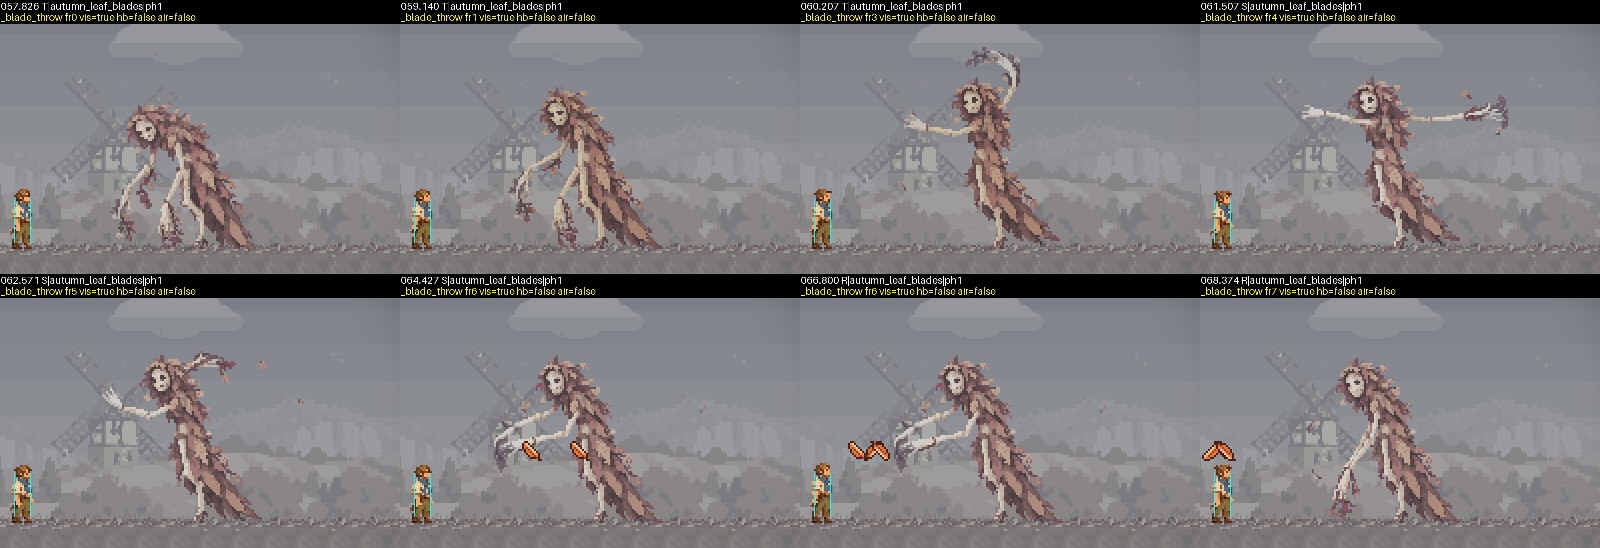 057.826 T|autumn_leaf_blades|ph1
_blade_throw fr0 vis=true hb=false air=false
059.140 T|autumn_leaf_blades|ph1
_blade_throw fr1 vis=true hb=false air=false
060.207 T|autumn_leaf_blades|ph1
_blade_throw fr3 vis=true hb=false air=false
061.507 S|autumn_leaf_blades|ph1
_blade_throw fr4 vis=true hb=false air=false
062.571 S|autumn_leaf_blades|ph1
_blade_throw fr5 vis=true hb=false air=false
064.427 S|autumn_leaf_blades|ph1
_blade_throw fr6 vis=true hb=false air=false
066.800 R|autumn_leaf_blades|ph1
_blade_throw fr6 vis=true hb=false air=false
068.374 R|autumn_leaf_blades|ph1
_blade_throw fr7 vis=true hb=false air=false